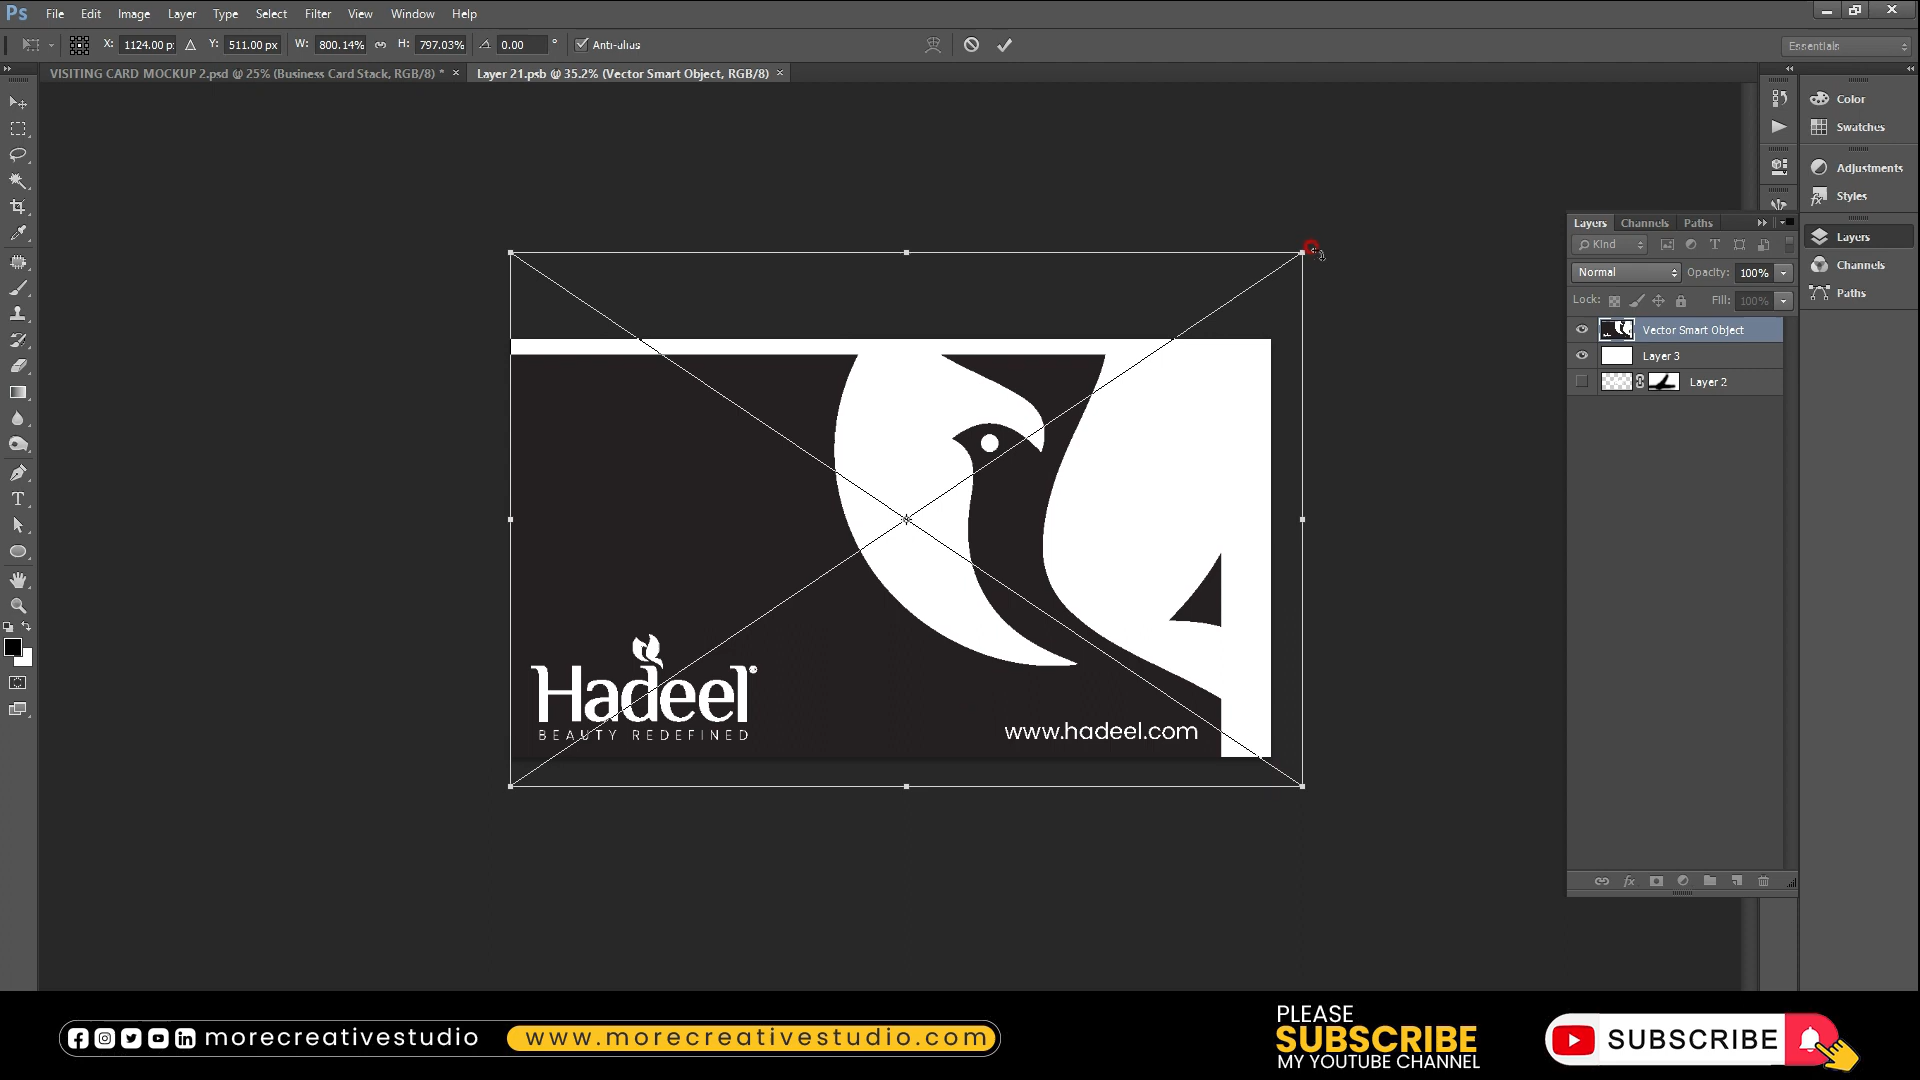 Ps File Edit Image Layer Type Select Filter View Window Help
X: 1124.00 p: Y: 511.00 px W: 800.14% H: 797.03% 0.00 ° Anti-alias Essentials
VISITING CARD MOCKUP 2.psd @ 25% (Business Card Stack, RGB/8) * × Layer 21.psb @ 35.2% (Vector Smart Object, RGB/8) ×
Color
Swatches
Adjustments
Styles
Layers
Channels
Paths
Layers Channels Paths
Kind
Normal Opacity: 100%
Lock: Fill: 100%
Vector Smart Object
Layer 3
Layer 2
Hadeel®
BEAUTY REDEFINED
www.hadeel.com
morecreativestudio
www.morecreativestudio.com
PLEASE
SUBSCRIBE
MY YOUTUBE CHANNEL
SUBSCRIBE